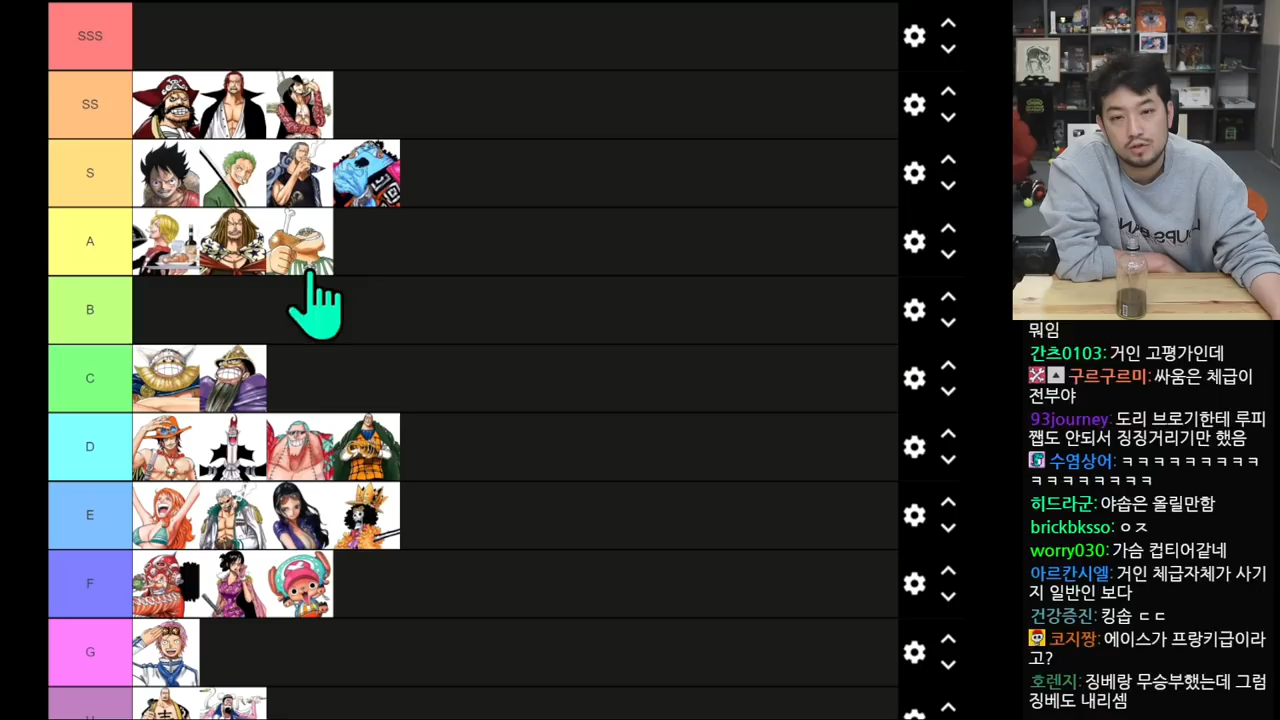 SSS
SS
S
A
B
C
D
E
F
G
뭐임
간츠0103: 거인 고평가인데
구르구르미: 싸움은 체급이
전부야
93journey: 도리 브로기한테 루피
쨉도 안되서 징징거리기만 했음
수염상어: ㅋㅋㅋㅋㅋㅋㅋㅋㅋ
ㅋㅋㅋㅋㅋㅋㅋㅋ
히드라군: 야솝은 올릴만함
brickbksso: ㅇㅈ
worry030: 가슴 컵티어같네
아르칸시엘: 거인 체급자체가 사기
지 일반인 보다
건강증진: 킹솝 ㄷㄷ
코지짱: 에이스가 프랑키급이라
고?
호렌지: 징베랑 무승부했는데 그럼
징베도 내리셈